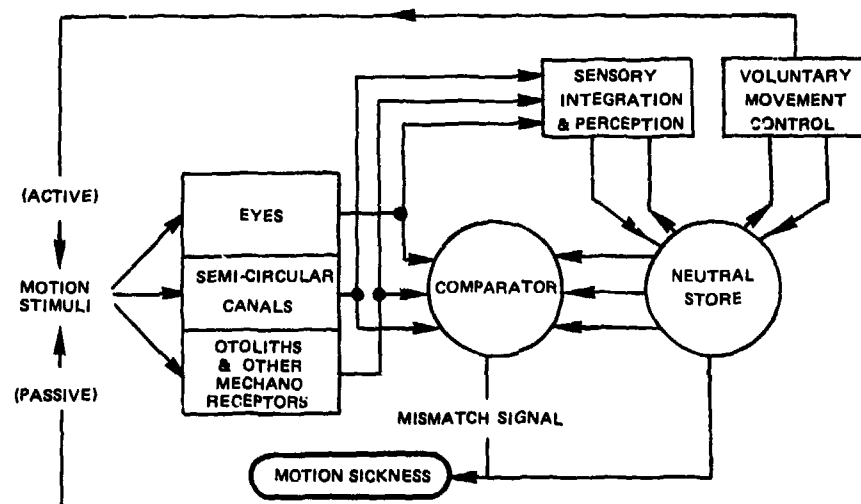 SENSORY
INTEGRATION
& PERCEPTION
VOLUNTARY
MOVEMENT
CONTROL
(ACTIVE)
MOTION
STIMULI
(PASSIVE)
EYES
SEMI-CIRCULAR
CANALS
OTOLITHS
& OTHER
MECHANO
RECEPTORS
COMPARATOR
NEUTRAL
STORE
MISMATCH SIGNAL
MOTION SICKNESS